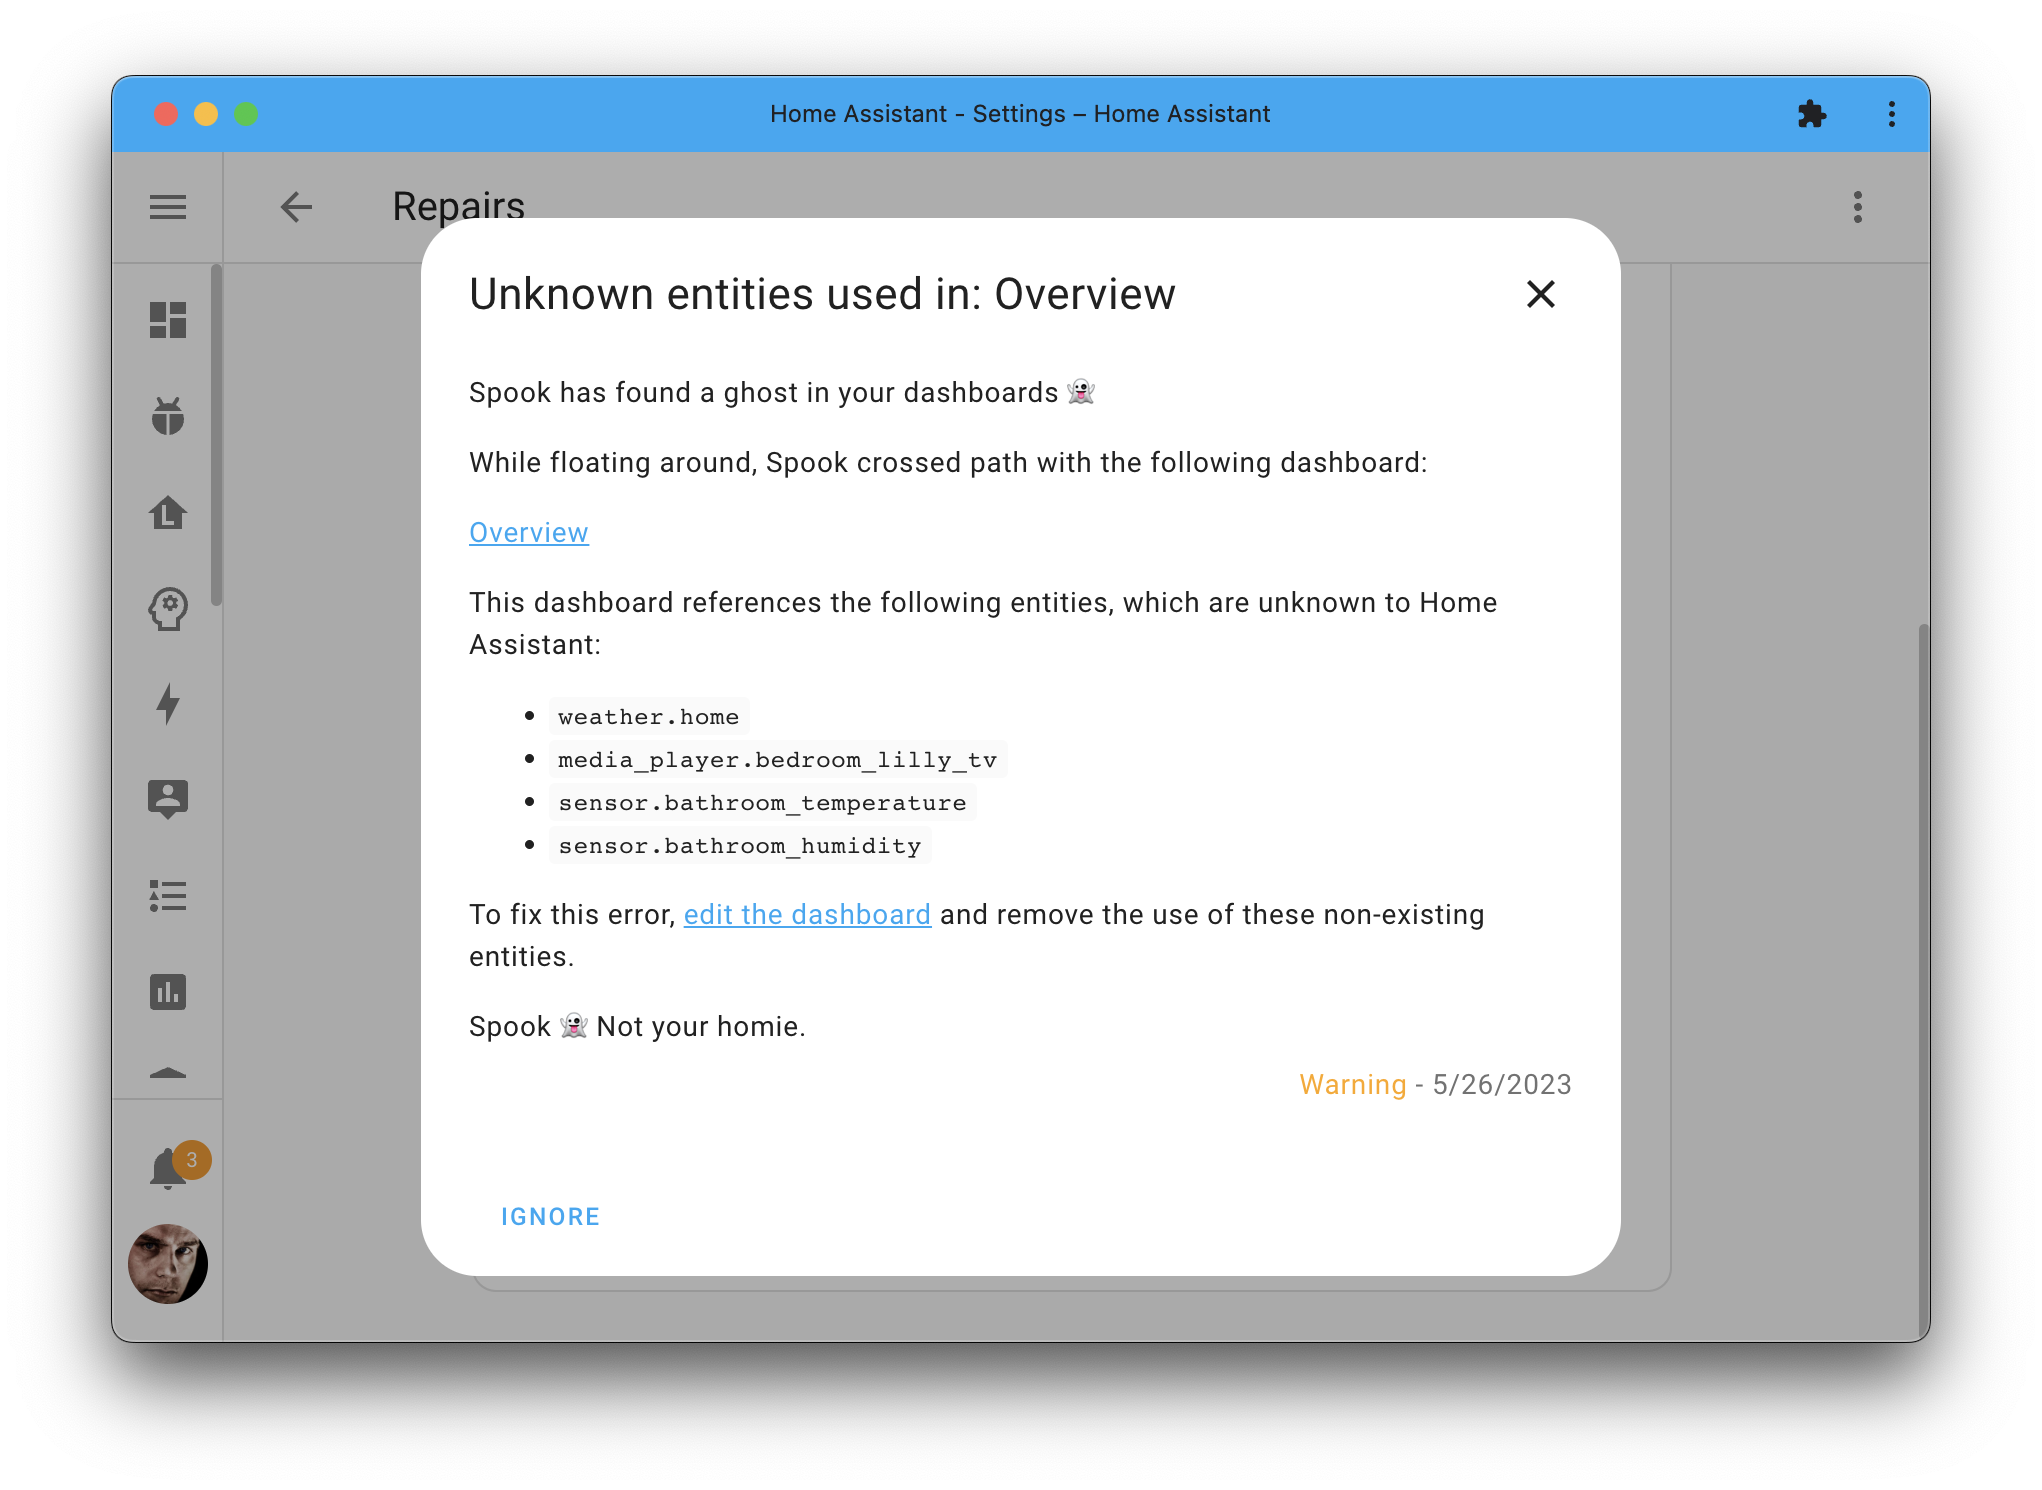 Home Assistant - Settings – Home Assistant
Repairs
Unknown entities used in: Overview
Spook has found a ghost in your dashboards 👻
While floating around, Spook crossed path with the following dashboard:
Overview
This dashboard references the following entities, which are unknown to Home
Assistant:
• weather.home
• media_player.bedroom_lilly_tv
• sensor.bathroom_temperature
• sensor.bathroom_humidity
To fix this error, edit the dashboard and remove the use of these non-existing
entities.
Spook 👻 Not your homie.
Warning - 5/26/2023
3
IGNORE